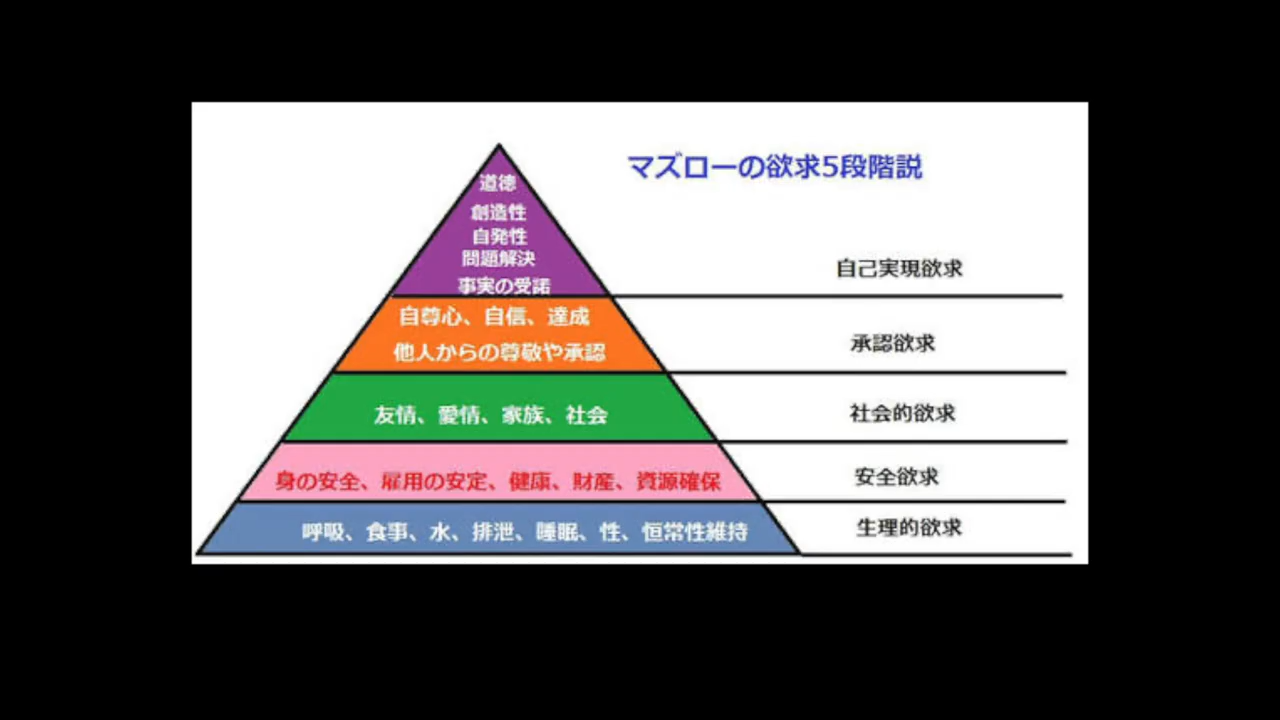 マズローの欲求5段階説
道徳
創造性
自発性
問題解決
事実の受諾
自己実現欲求
自尊心、自信、達成
他人からの尊敬や承認
承認欲求
友情、愛情、家族、社会
社会的欲求
身の安全、雇用の安定、健康、財産、資源確保
安全欲求
呼吸、食事、水、排泄、睡眠、性、恒常性維持
生理的欲求